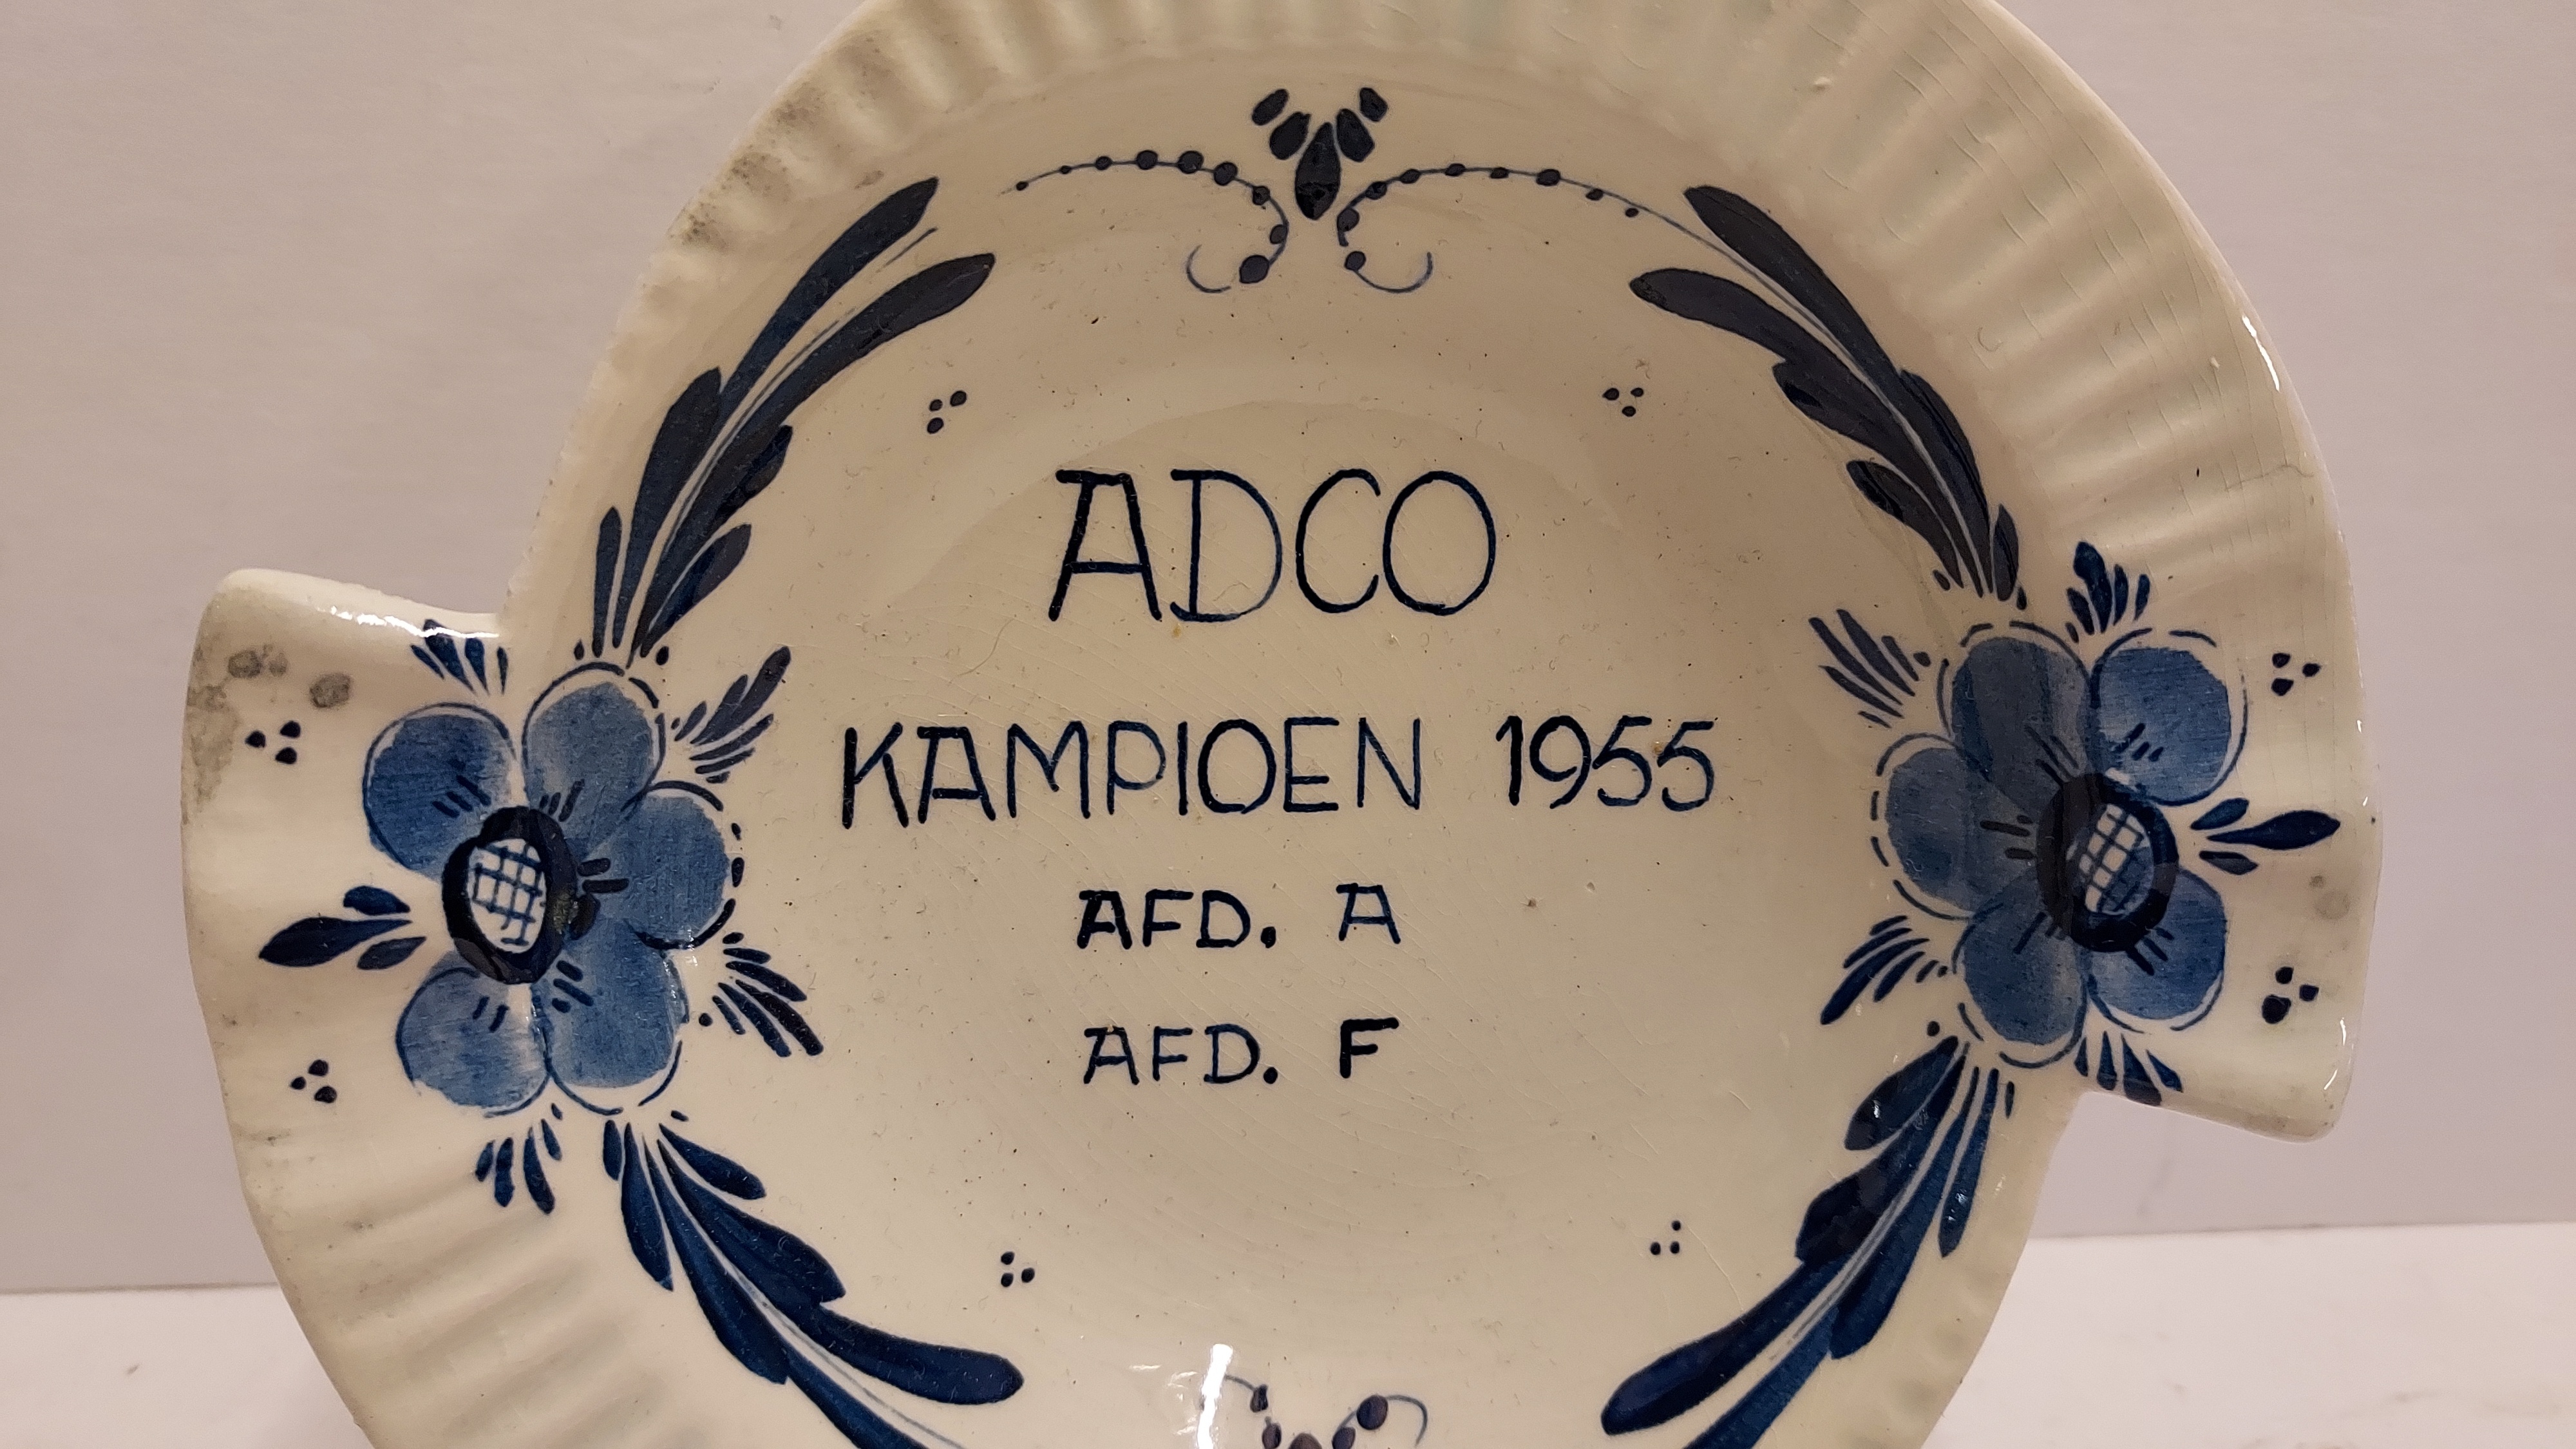 ADCO
KAMPIOEN 1955
AFD. A
AFD. F